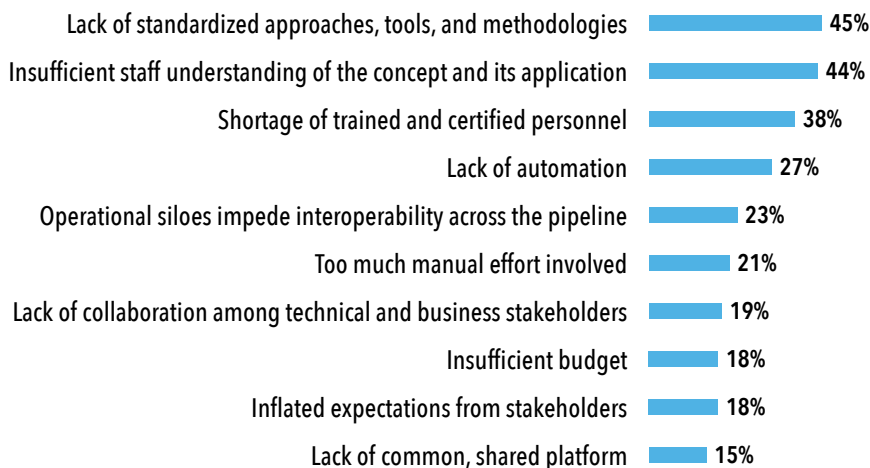 Lack of standardized approaches, tools, and methodologies 45%
Insufficient staff understanding of the concept and its application 44%
Shortage of trained and certified personnel 38%
Lack of automation 27%
Operational siloes impede interoperability across the pipeline 23%
Too much manual effort involved 21%
Lack of collaboration among technical and business stakeholders 19%
Insufficient budget 18%
Inflated expectations from stakeholders 18%
Lack of common, shared platform 15%